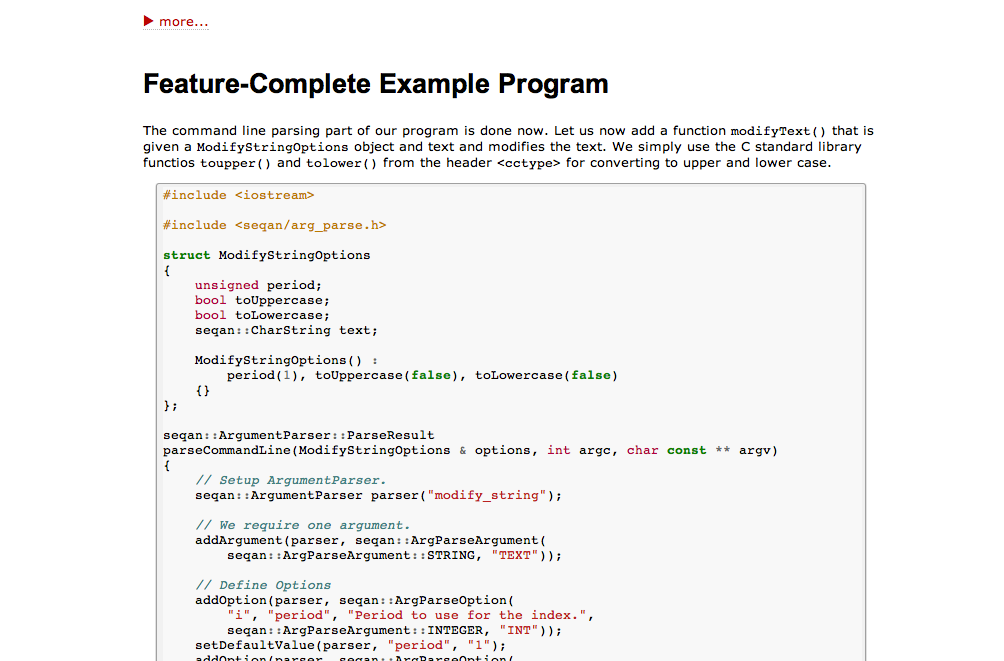 ▶ more...
Feature-Complete Example Program
The command line parsing part of our program is done now. Let us now add a function modifyText() that is
given a ModifyStringOptions object and text and modifies the text. We simply use the C standard library
functios toupper() and tolower() from the header <cctype> for converting to upper and lower case.
#include <iostream>
#include <seqan/arg_parse.h>
struct ModifyStringOptions
{
    unsigned period;
    bool toUppercase;
    bool toLowercase;
    seqan::CharString text;
    ModifyStringOptions() :
        period(1), toUppercase(false), toLowercase(false)
    {}
};
seqan::ArgumentParser::ParseResult
parseCommandLine(ModifyStringOptions & options, int argc, char const ** argv)
{
    // Setup ArgumentParser.
    seqan::ArgumentParser parser("modify_string");
    // We require one argument.
    addArgument(parser, seqan::ArgParseArgument(
        seqan::ArgParseArgument::STRING, "TEXT"));
    // Define Options
    addOption(parser, seqan::ArgParseOption(
        "i", "period", "Period to use for the index.",
        seqan::ArgParseArgument::INTEGER, "INT"));
    setDefaultValue(parser, "period", "1");
    addOption(parser, seqan::ArgParseOption(